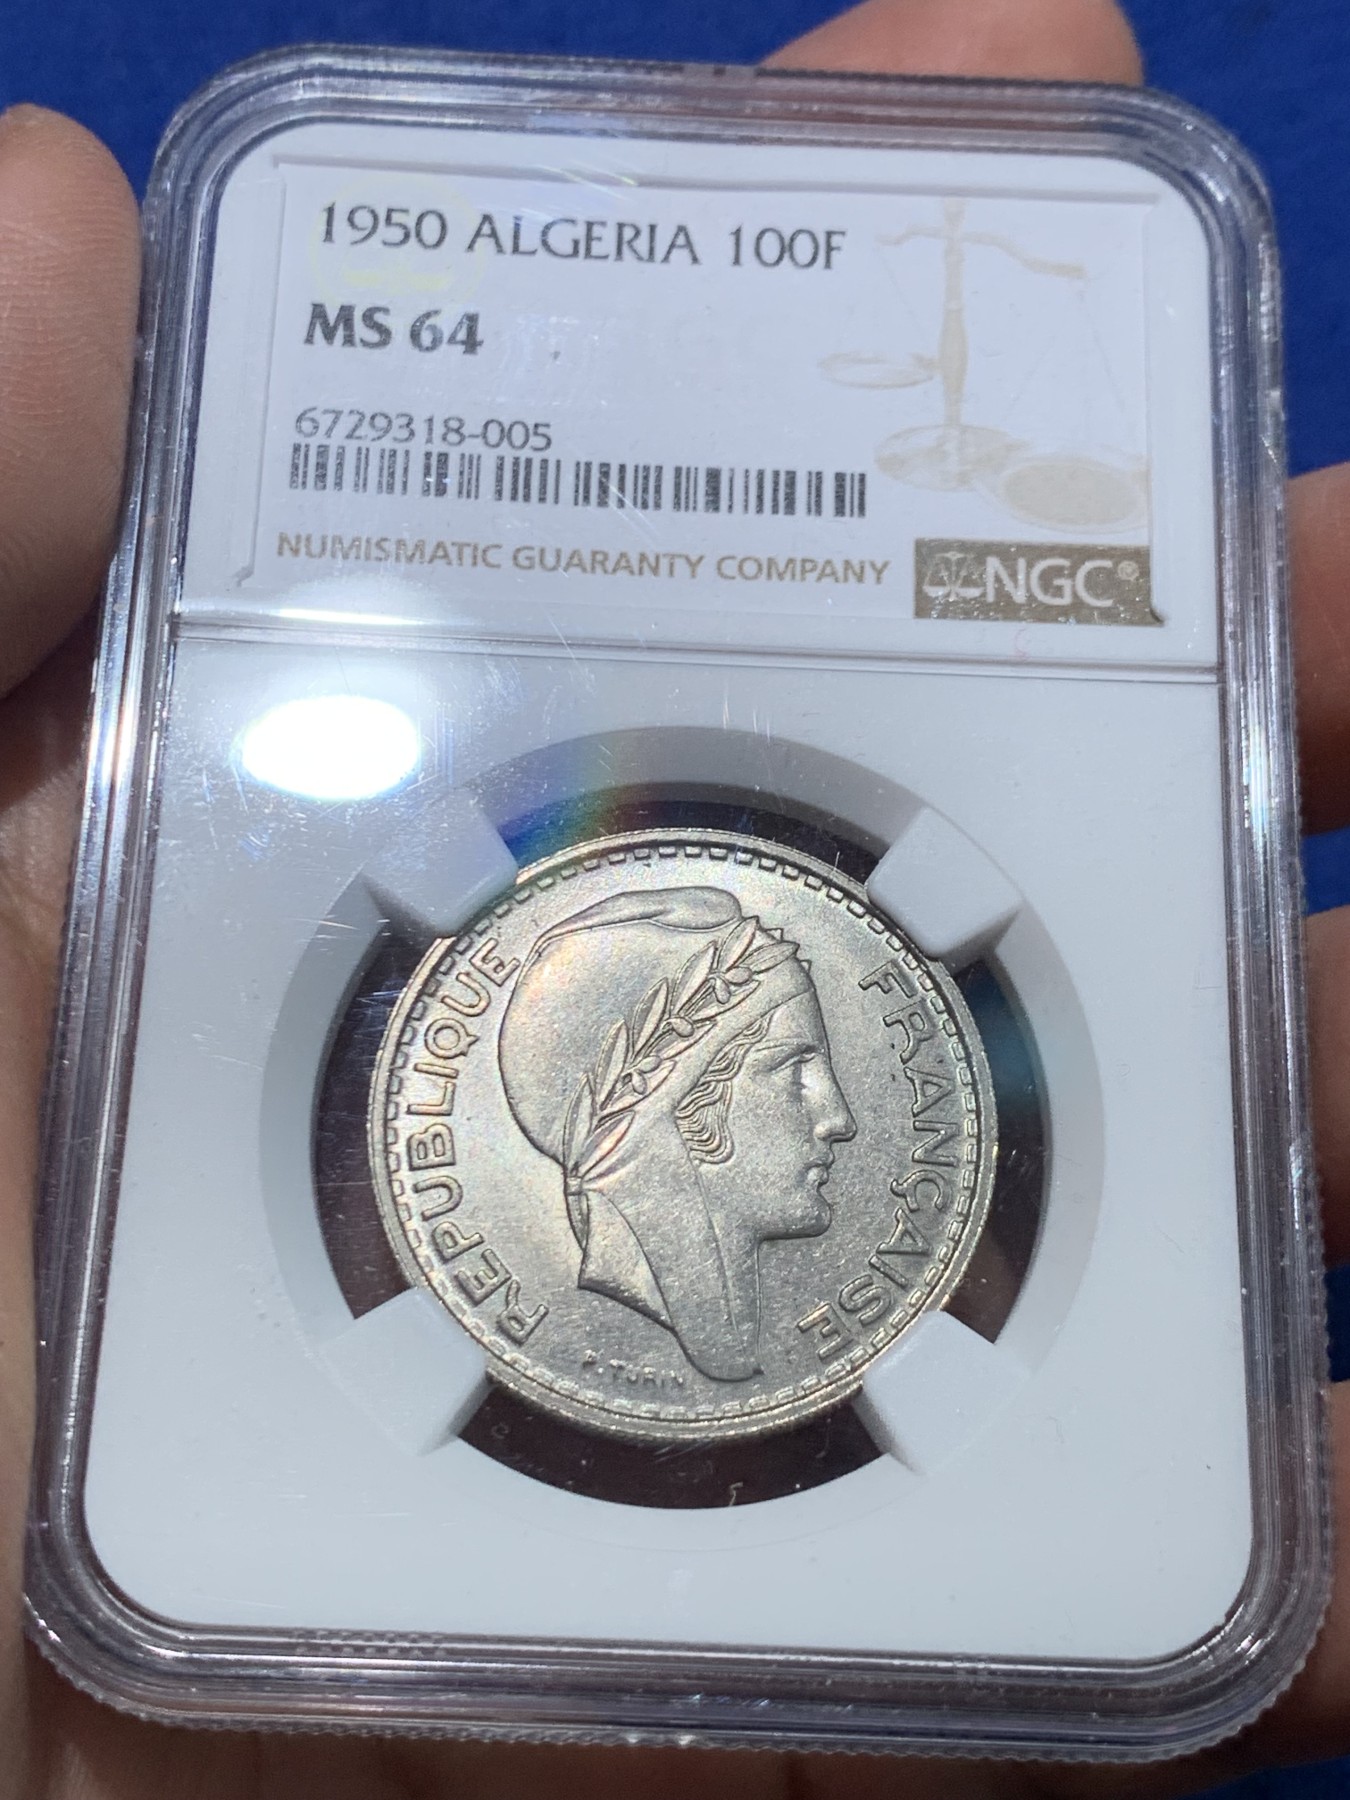 1950 ALGERIA 100F
MS 64
6729318-005
NUMISMATIC GUARANTY COMPANY
NGC®
REPUBLIQUE FRANÇAISE
P. TURIN